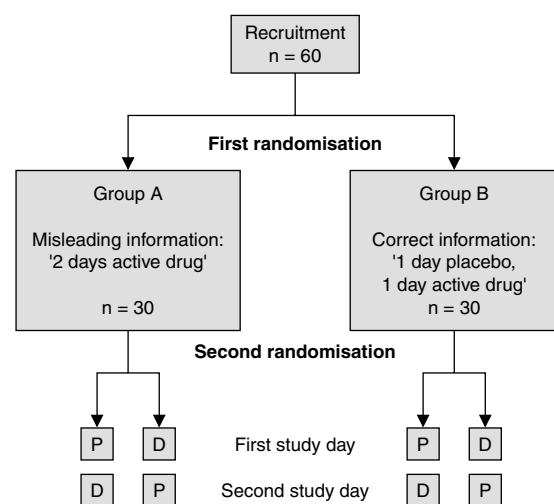 Recruitment
n = 60
First randomisation
Group A
Misleading information:
'2 days active drug'
n = 30
Group B
Correct information:
'1 day placebo,
1 day active drug'
n = 30
Second randomisation
P D First study day P D
D P Second study day D P